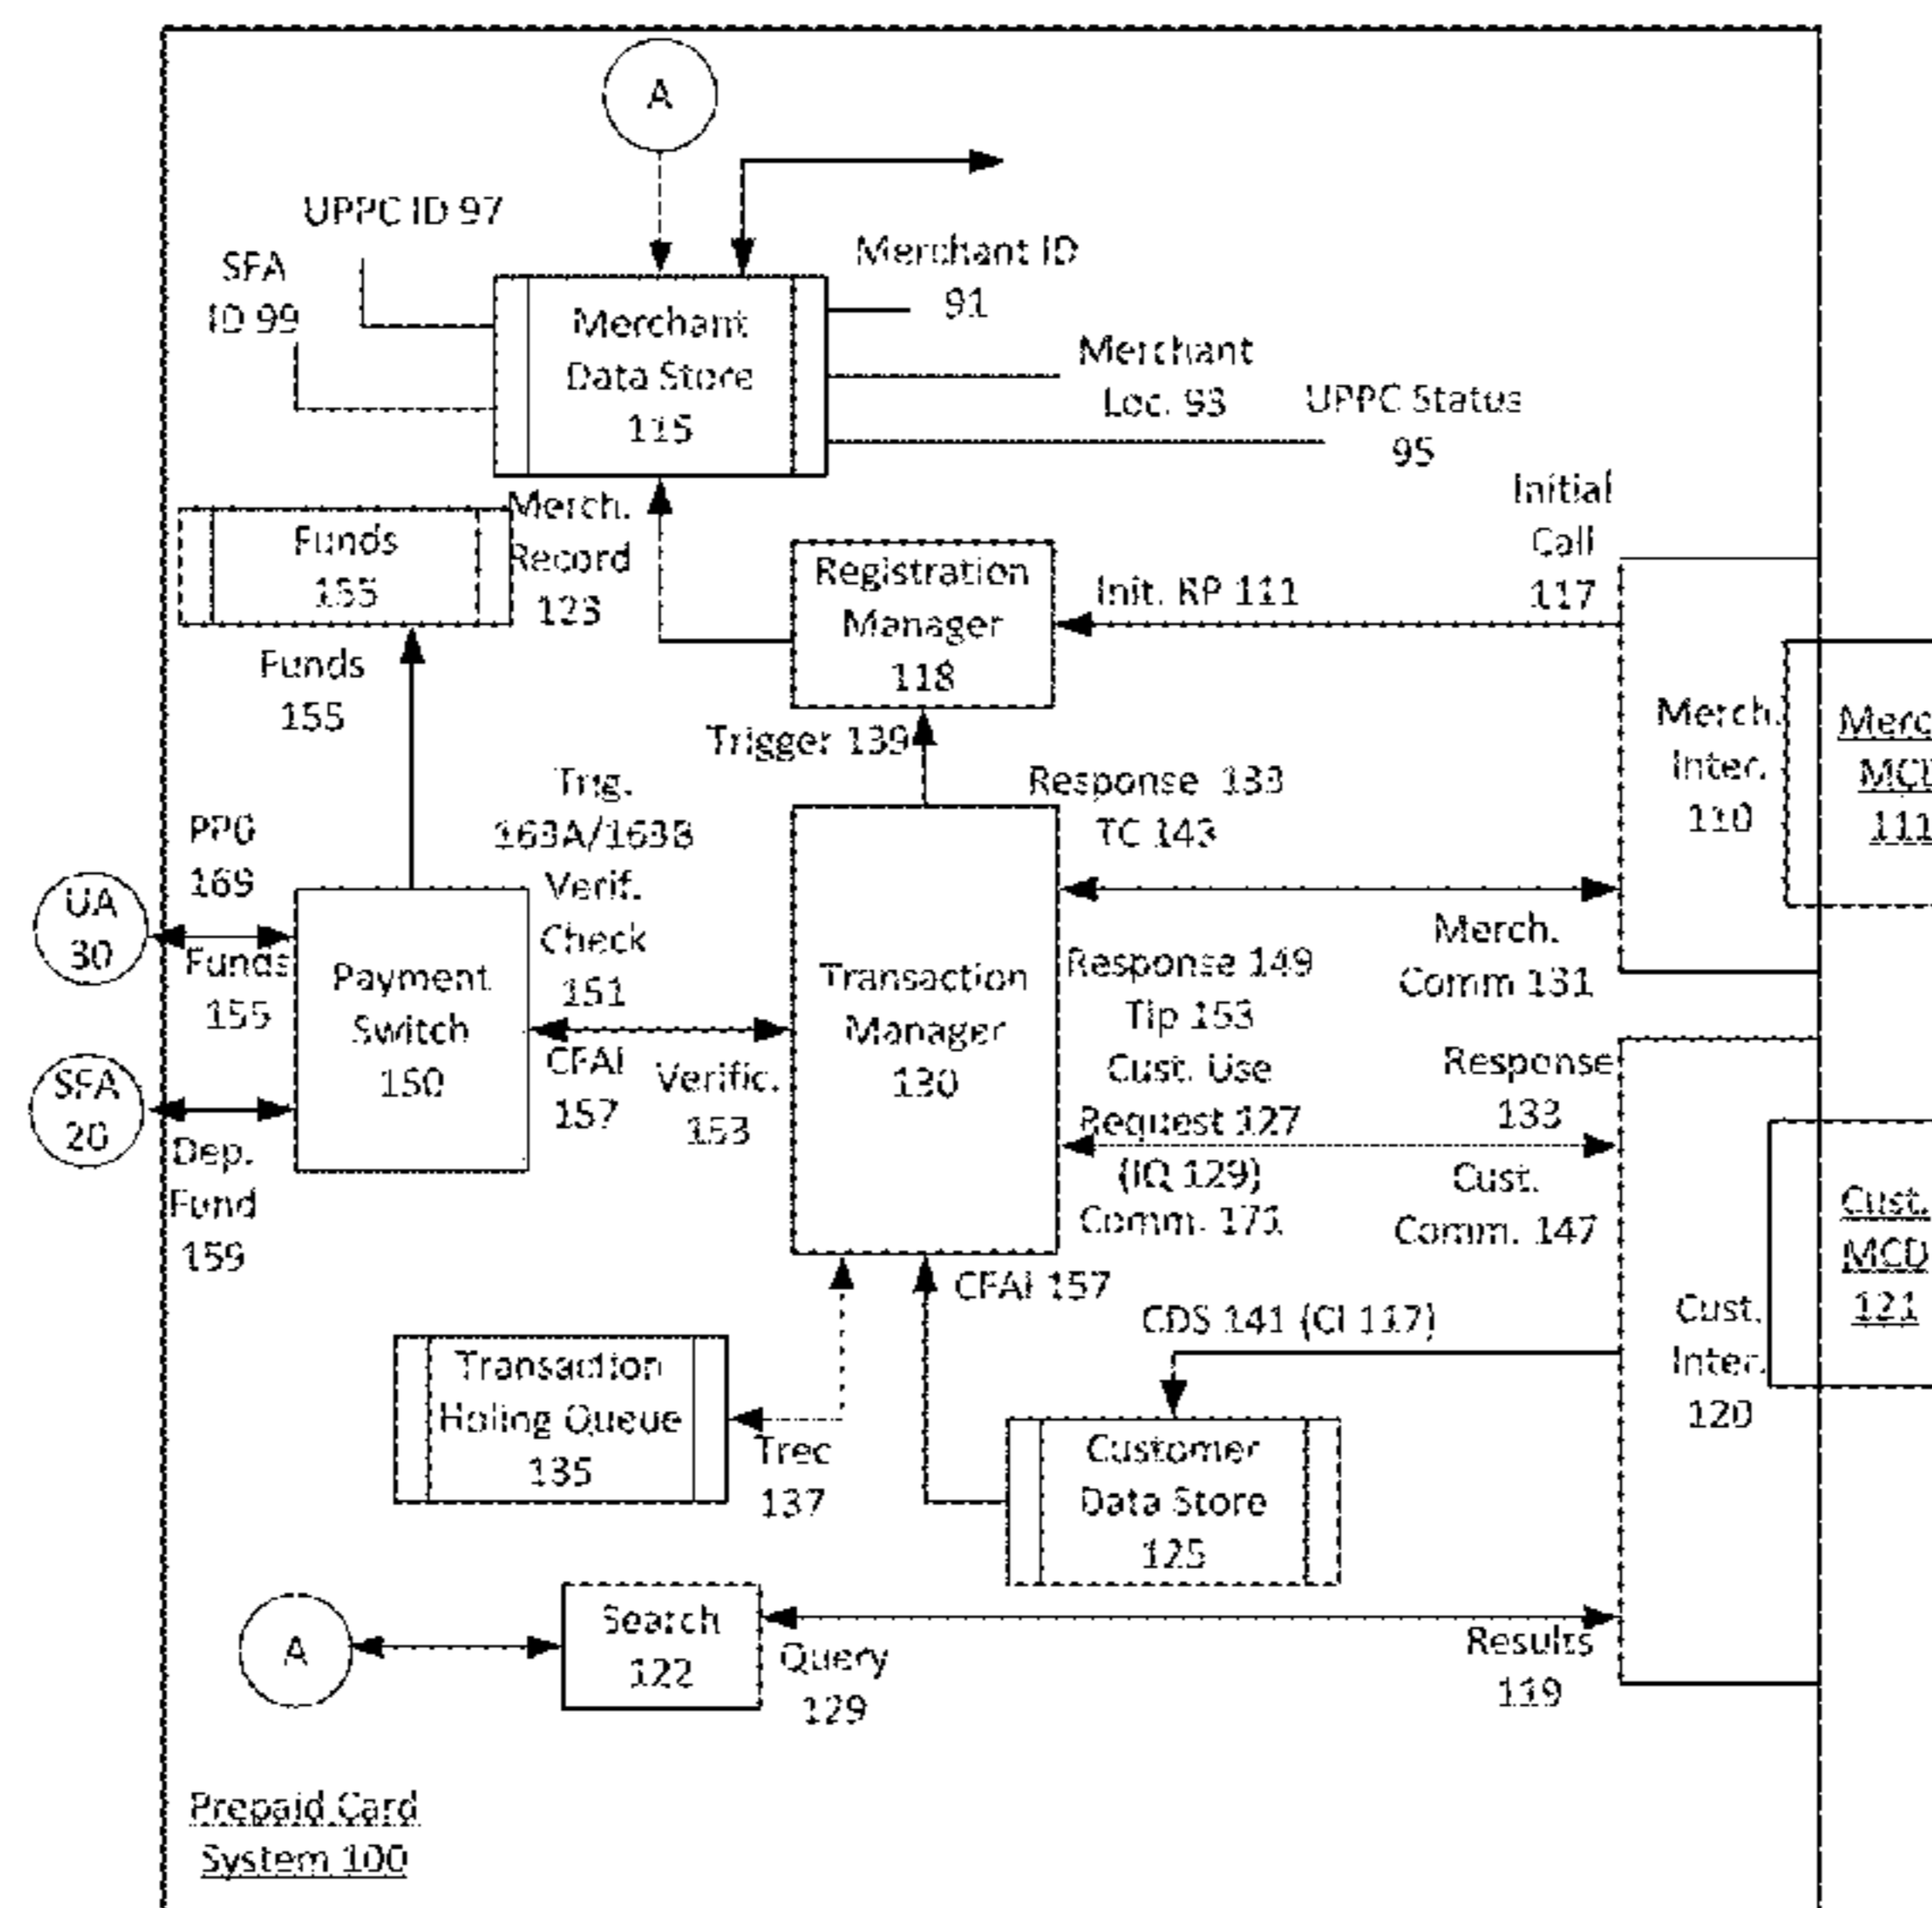 A
UPPC ID 97
SFA
ID 99
Merchant
Data Store
115
Merchant ID
91
Merchant
Loc. 93
UPPC Status
95
Funds
155
Merch.
Record
123
Funds
155
Registration
Manager
118
Init. RP 111
Initial
Call
117
Merch.
Inter.
110
MCD
111
Trigger 139
Trig.
163A/163B
Verif.
Check
151
Response 133
TC 143
Merch.
Comm 131
UA
30
PP0
169
Funds
155
SFA
20
Dep.
Fund
159
Payment
Switch
150
CFAI
157
Verific.
153
Transaction
Manager
130
Response 149
Tip 153
Cust. Use
Request 127
(IQ 129)
Comm. 171
Response
133
Cust.
Comm. 147
Cust.
Inter.
120
Cust.
MCD
121
CFAI 157
CDS 141 (CI 117)
Transaction
Holing Queue
135
Trec
137
Customer
Data Store
125
A
Search
122
Query
129
Results
119
Prepaid Card
System 100